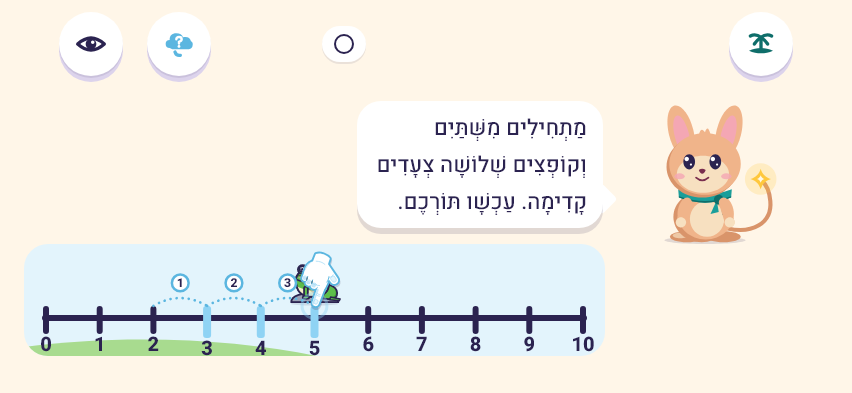 ?
מַתְחִילִים מִשְּׁתַּיִם
וְקוֹפְצִים שְׁלוֹשָׁה צְעָדִים
קָדִימָה. עַכְשָׁו תּוֹרְכֶם.
1 2 3
0 1 2 3 4 5 6 7 8 9 10